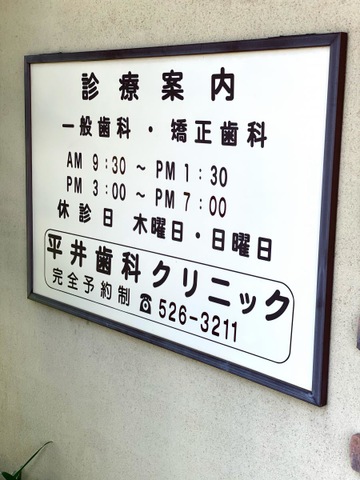 診療案内
一般歯科・矯正歯科
AM 9:30 ～ PM 1:30
PM 3:00 ～ PM 7:00
休診日 木曜日・日曜日
平井歯科クリニック
完全予約制 ☎526-3211